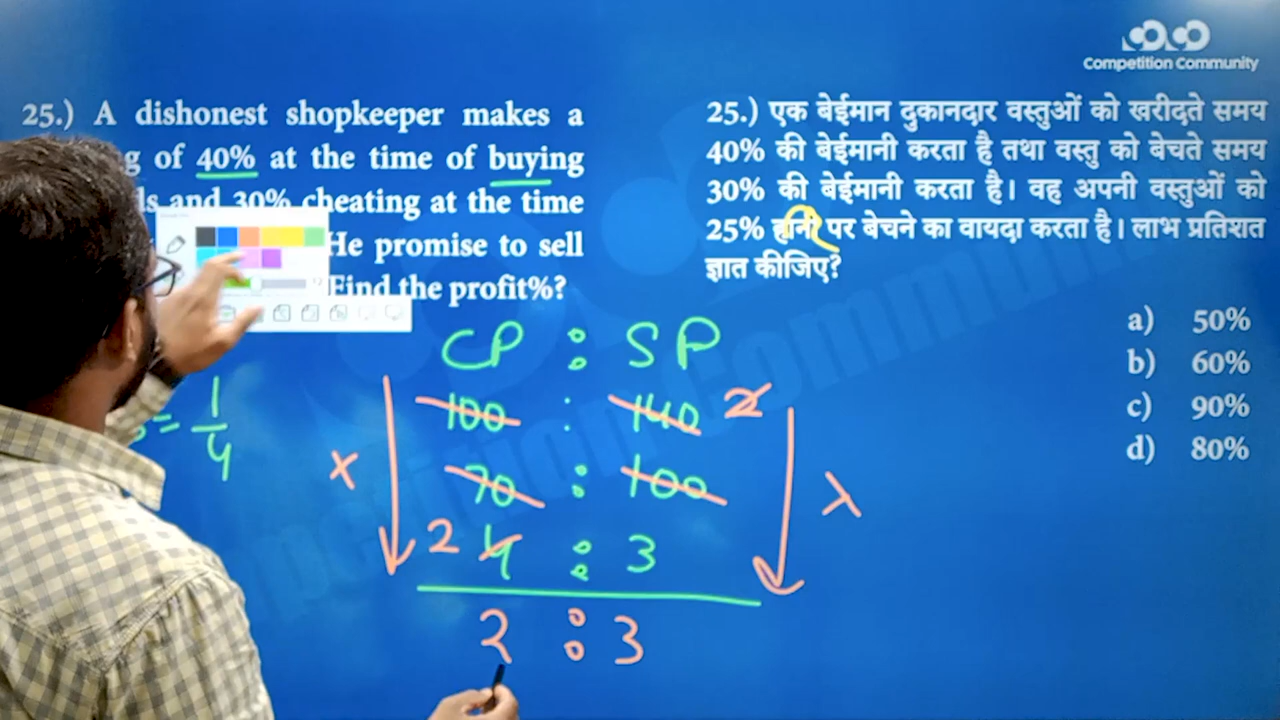 Competition Community
25.) A dishonest shopkeeper makes a
g of 40% at the time of buying
ls and 30% cheating at the time
He promise to sell
Find the profit%?
25.) एक बेईमान दुकानदार वस्तुओं को खरीदते समय
40% की बेईमानी करता है तथा वस्तु को बेचते समय
30% की बेईमानी करता है। वह अपनी वस्तुओं को
25% हानि पर बेचने का वायदा करता है। लाभ प्रतिशत
ज्ञात कीजिए?
a) 50%
b) 60%
c) 90%
d) 80%
= 1/4
CP : SP
100 : 140 2
70 : 100
2 4 : 3
2 : 3